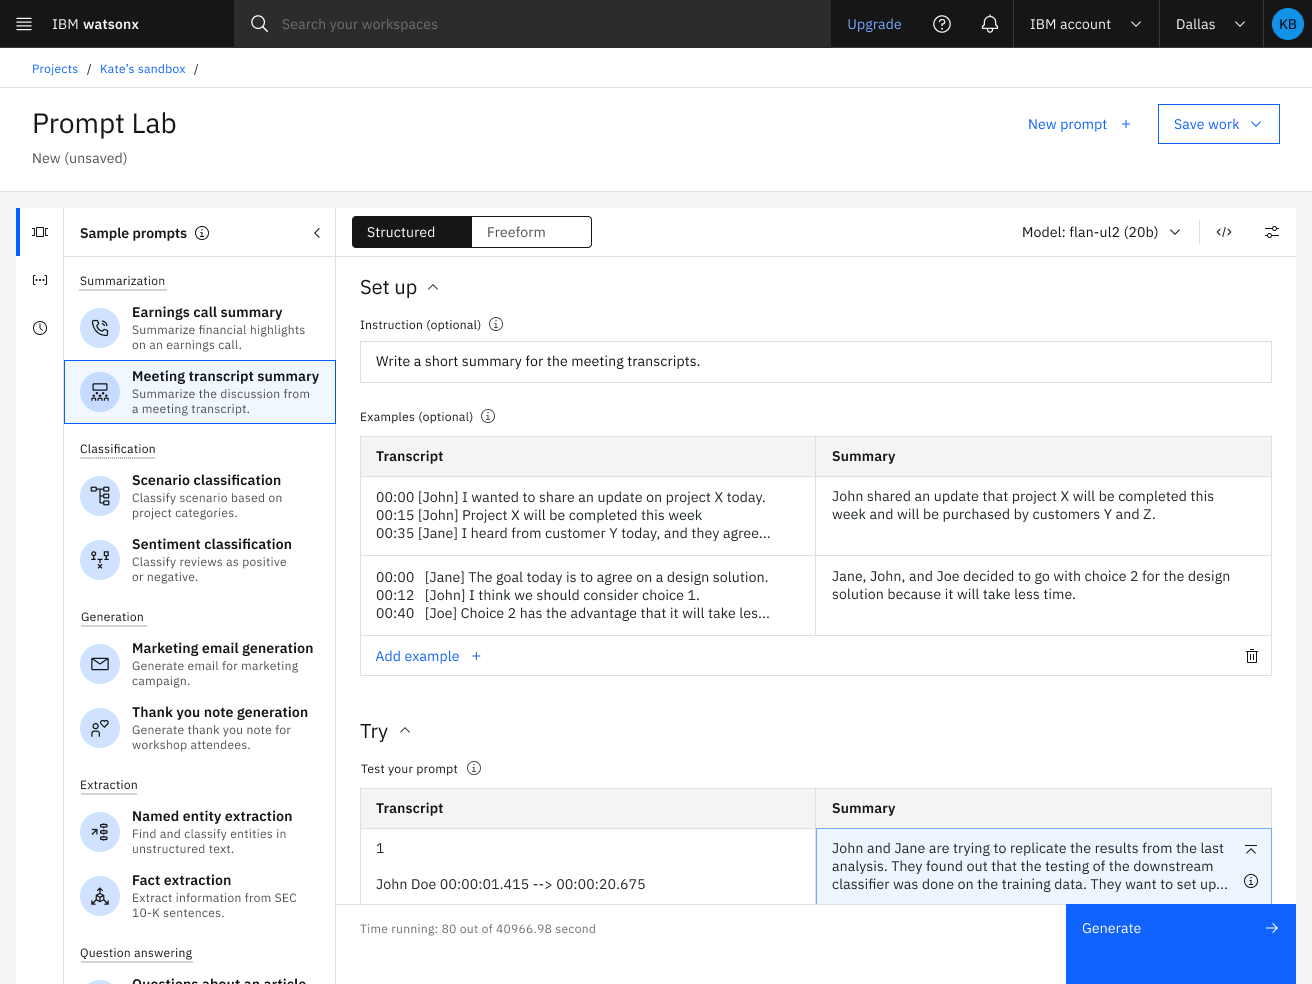 IBM watsonx
Search your workspaces
Upgrade
IBM account
Dallas
KB
Projects / Kate's sandbox /
Prompt Lab
New (unsaved)
New prompt +
Save work
Sample prompts
Summarization
Earnings call summary
Summarize financial highlights
on an earnings call.
Meeting transcript summary
Summarize the discussion from
a meeting transcript.
Classification
Scenario classification
Classify scenario based on
project categories.
Sentiment classification
Classify reviews as positive
or negative.
Generation
Marketing email generation
Generate email for marketing
campaign.
Thank you note generation
Generate thank you note for
workshop attendees.
Extraction
Named entity extraction
Find and classify entities in
unstructured text.
Fact extraction
Extract information from SEC
10-K sentences.
Question answering
Questions about an article
Structured
Freeform
Model: flan-ul2 (20b)
Set up
Instruction (optional)
Write a short summary for the meeting transcripts.
Examples (optional)
Transcript
Summary
00:00 [John] I wanted to share an update on project X today.
00:15 [John] Project X will be completed this week
00:35 [Jane] I heard from customer Y today, and they agree...
John shared an update that project X will be completed this
week and will be purchased by customers Y and Z.
00:00 [Jane] The goal today is to agree on a design solution.
00:12 [John] I think we should consider choice 1.
00:40 [Joe] Choice 2 has the advantage that it will take les...
Jane, John, and Joe decided to go with choice 2 for the design
solution because it will take less time.
Add example +
Try
Test your prompt
Transcript
Summary
1
John Doe 00:00:01.415 --> 00:00:20.675
John and Jane are trying to replicate the results from the last
analysis. They found out that the testing of the downstream
classifier was done on the training data. They want to set up...
Time running: 80 out of 40966.98 second
Generate